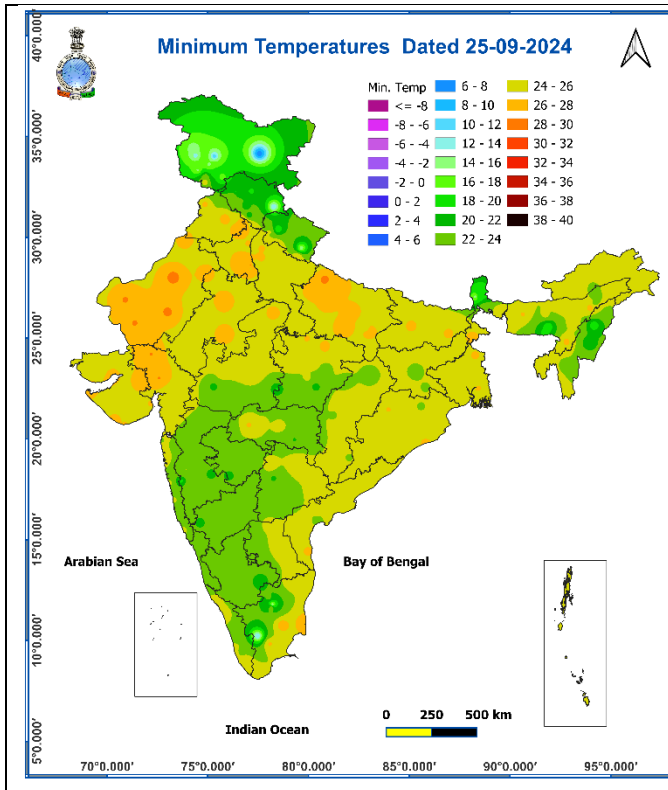 Minimum Temperatures Dated 25-09-2024
Min. Temp
<= -8
-8 - -6
-6 - -4
-4 - -2
-2 - 0
0 - 2
2 - 4
4 - 6
6 - 8
8 - 10
10 - 12
12 - 14
14 - 16
16 - 18
18 - 20
20 - 22
22 - 24
24 - 26
26 - 28
28 - 30
30 - 32
32 - 34
34 - 36
36 - 38
38 - 40
40°0.000'
35°0.000'
30°0.000'
25°0.000'
20°0.000'
15°0.000'
10°0.000'
5°0.000'
Arabian Sea
Bay of Bengal
Indian Ocean
0 250 500 km
70°0.000' 75°0.000' 80°0.000' 85°0.000' 90°0.000' 95°0.000'